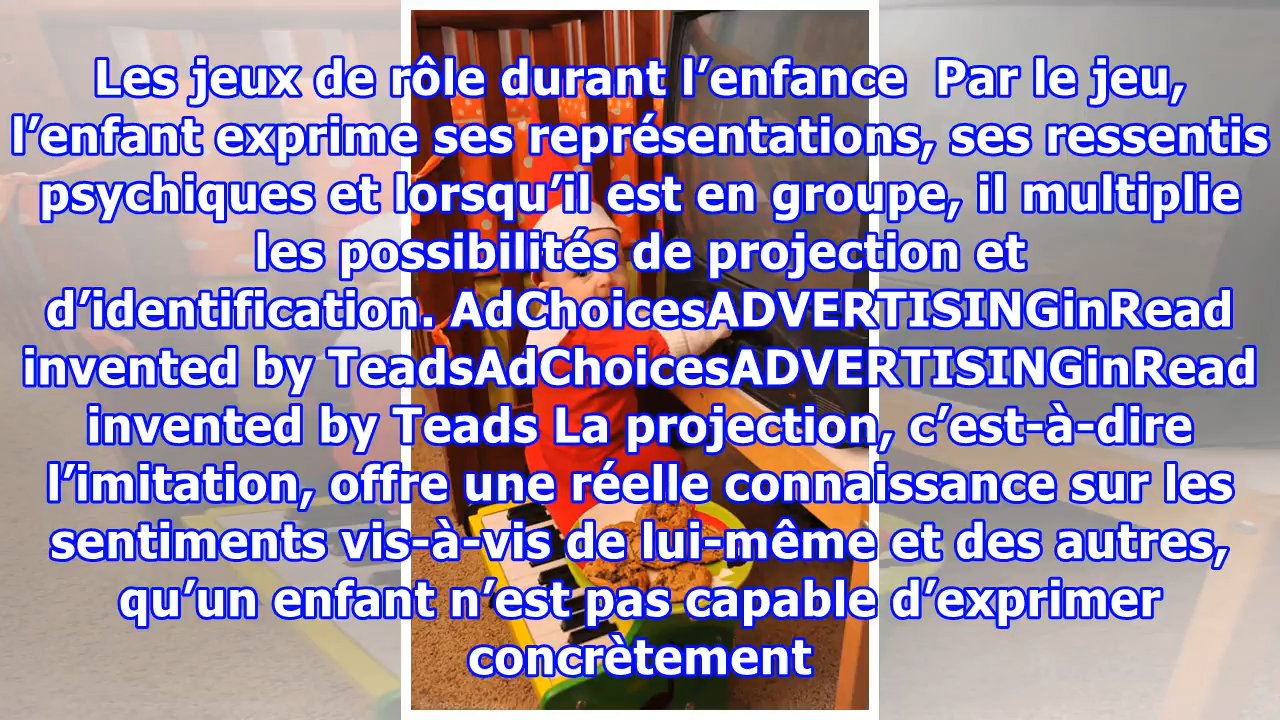 Les jeux de rôle durant l’enfance  Par le jeu,
l’enfant exprime ses représentations, ses ressentis
psychiques et lorsqu’il est en groupe, il multiplie
les possibilités de projection et
d’identification. AdChoicesADVERTISINGinRead
invented by TeadsAdChoicesADVERTISINGinRead
invented by Teads La projection, c’est-à-dire
l’imitation, offre une réelle connaissance sur les
sentiments vis-à-vis de lui-même et des autres,
qu’un enfant n’est pas capable d’exprimer
concrètement